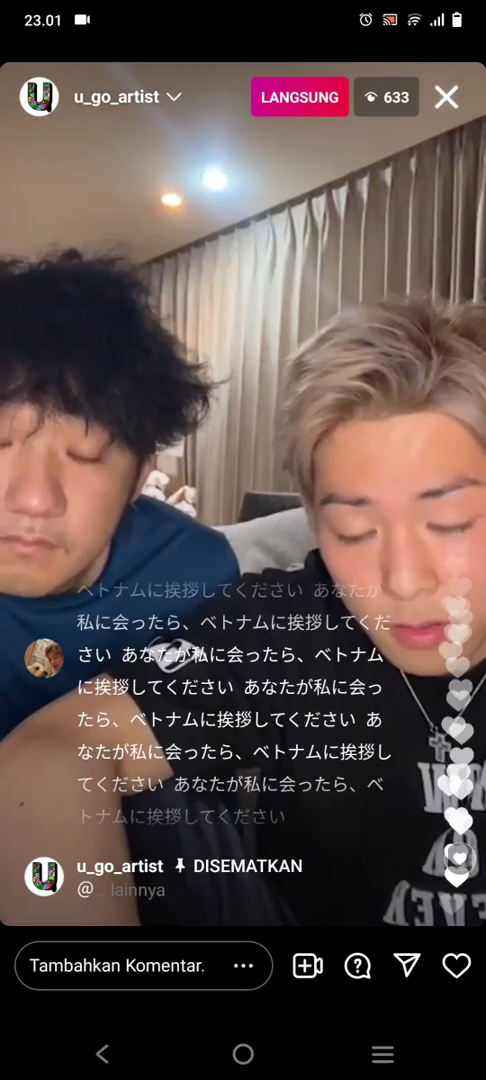 23.01
u_go_artist
LANGSUNG
633
ベトナムに挨拶してください あなたが
私に会ったら、ベトナムに挨拶してくだ
さい あなたが私に会ったら、ベトナム
に挨拶してください あなたが私に会っ
たら、ベトナムに挨拶してください あ
なたが私に会ったら、ベトナムに挨拶し
てください あなたが私に会ったら、ベ
トナムに挨拶してください
u_go_artist DISEMATKAN
@... lainnya
Tambahkan Komentar.